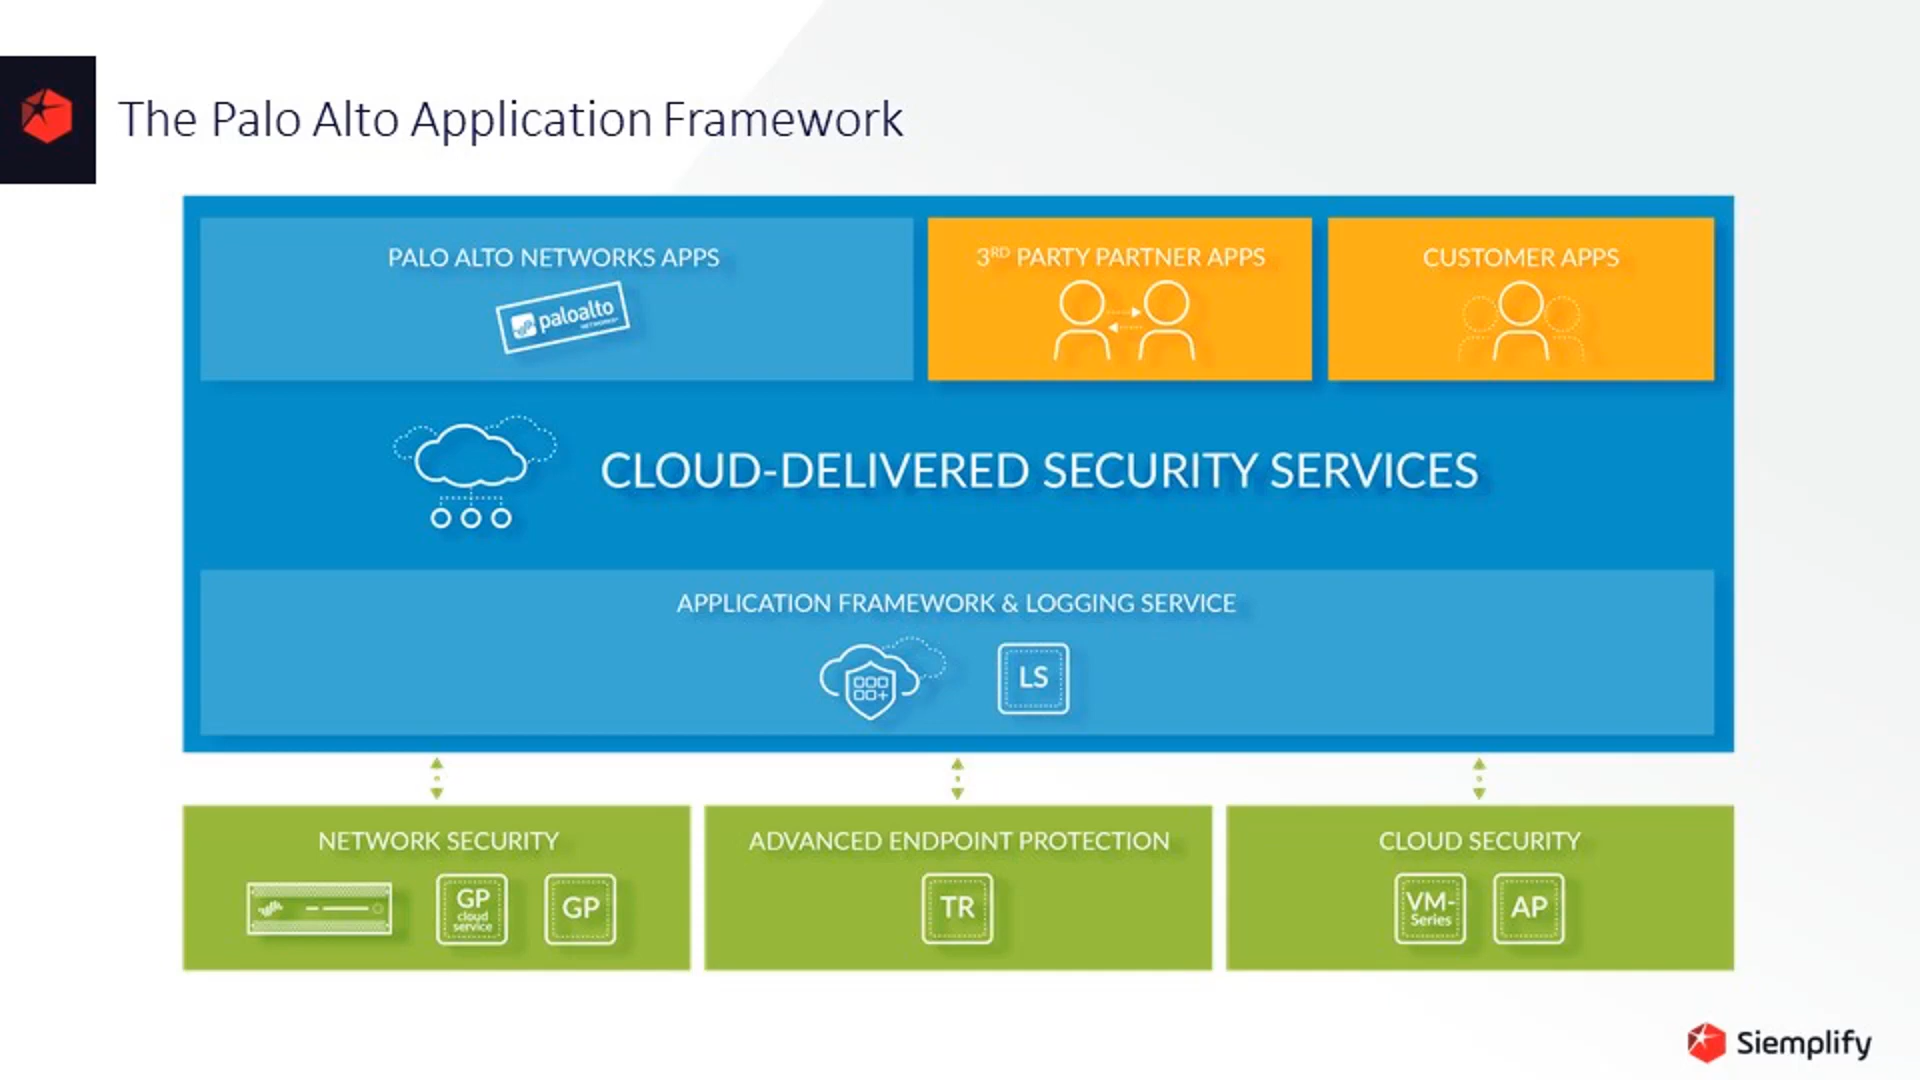 The Palo Alto Application Framework
PALO ALTO NETWORKS APPS
paloalto
NETWORKS
3RD PARTY PARTNER APPS
CUSTOMER APPS
CLOUD-DELIVERED SECURITY SERVICES
APPLICATION FRAMEWORK & LOGGING SERVICE
LS
NETWORK SECURITY
GP
cloud
service
GP
ADVANCED ENDPOINT PROTECTION
TR
CLOUD SECURITY
VM-
Series
AP
Siemplify